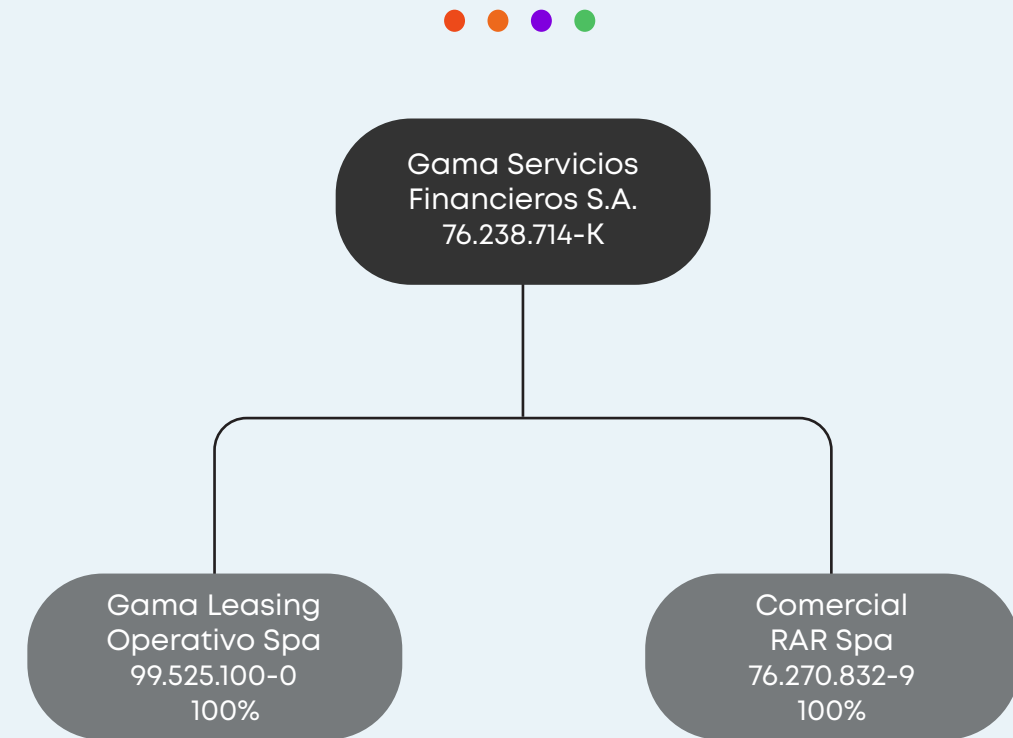 Gama Servicios
Financieros S.A.
76.238.714-K
Gama Leasing
Operativo Spa
99.525.100-0
100%
Comercial
RAR Spa
76.270.832-9
100%